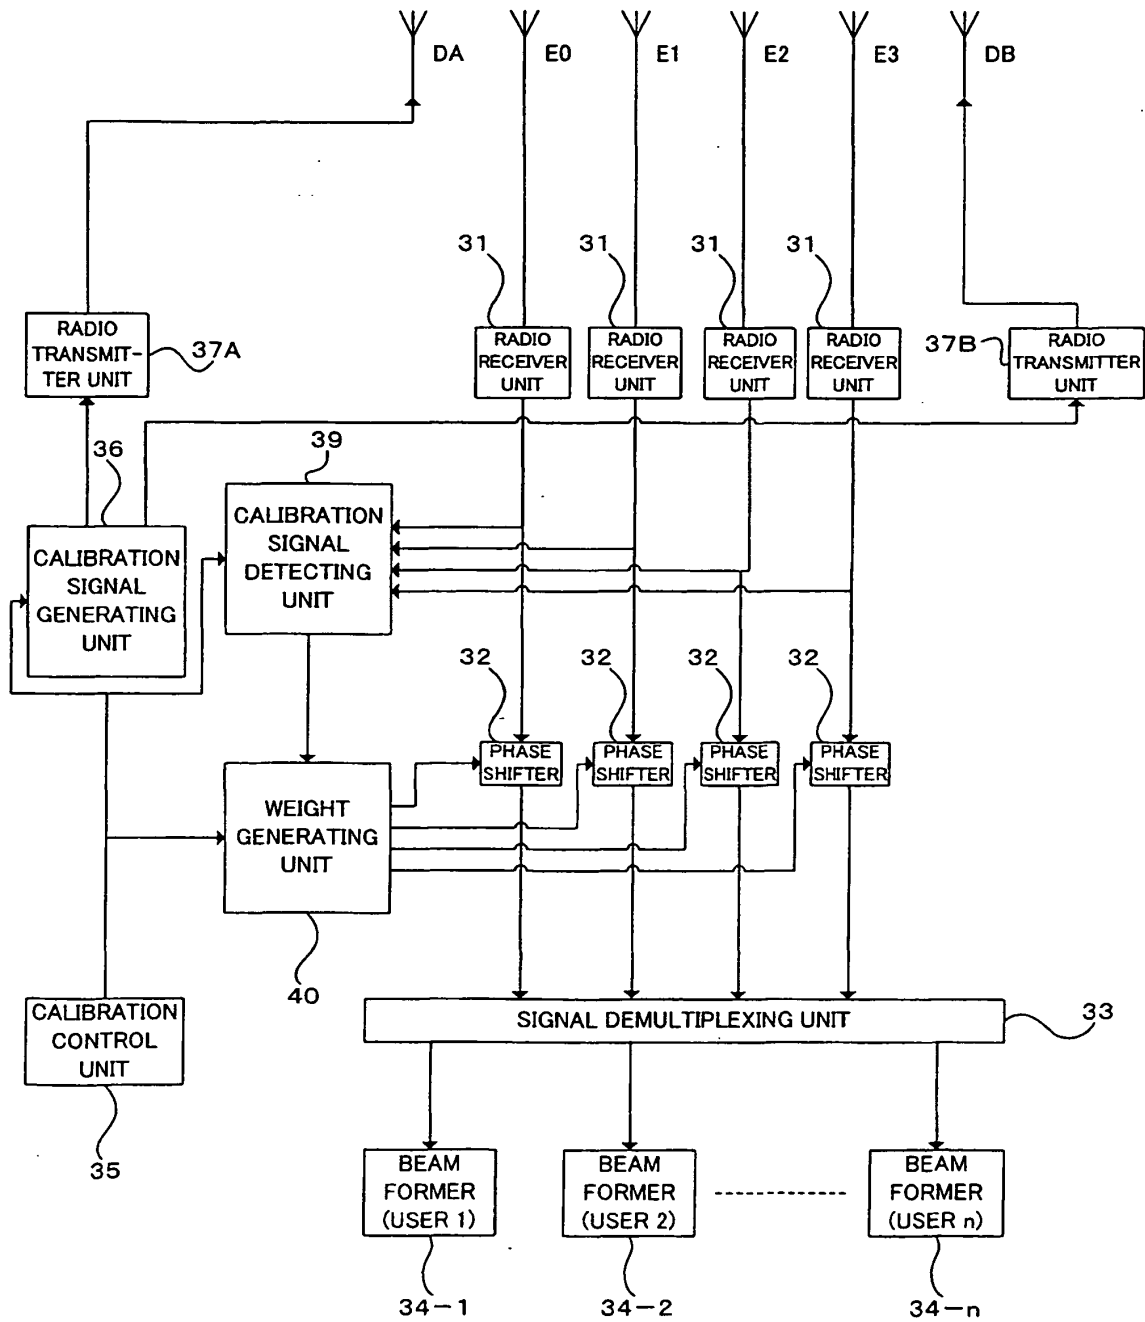 DA
E0
E1
E2
E3
DB
31
31
31
31
RADIO
TRANSMIT-
TER UNIT
37A
RADIO
RECEIVER
UNIT
RADIO
RECEIVER
UNIT
RADIO
RECEIVER
UNIT
RADIO
RECEIVER
UNIT
37B
RADIO
TRANSMITTER
UNIT
36
39
CALIBRATION
SIGNAL
GENERATING
UNIT
CALIBRATION
SIGNAL
DETECTING
UNIT
32
32
32
32
PHASE
SHIFTER
PHASE
SHIFTER
PHASE
SHIFTER
PHASE
SHIFTER
WEIGHT
GENERATING
UNIT
40
CALIBRATION
CONTROL
UNIT
35
SIGNAL DEMULTIPLEXING UNIT
33
BEAM
FORMER
(USER 1)
BEAM
FORMER
(USER 2)
BEAM
FORMER
(USER n)
34-1
34-2
34-n